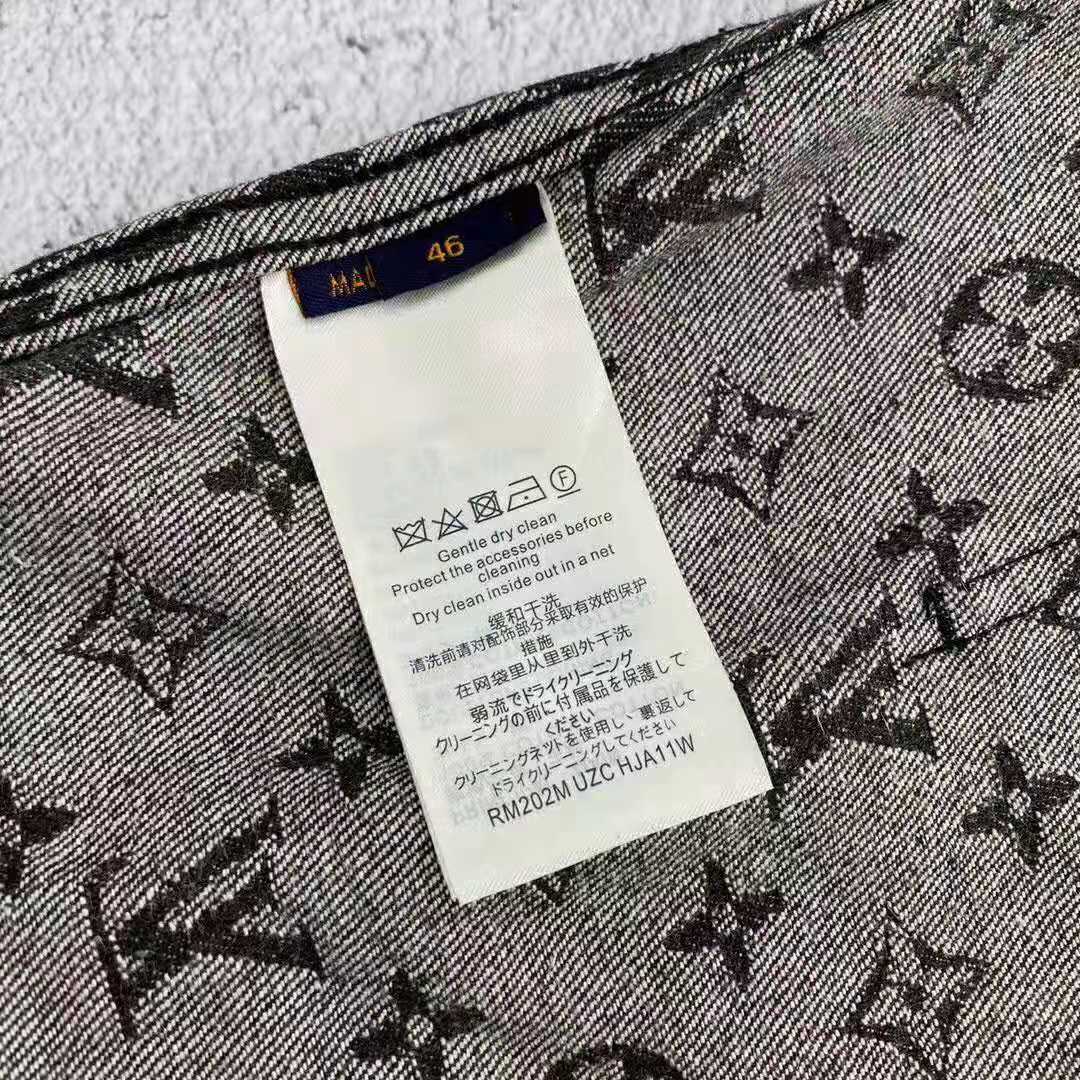 46
MAI
F
Gentle dry clean
Protect the accessories before
cleaning
Dry clean inside out in a net
缓和干洗
清洗前请对配饰部分采取有效的保护
措施
在网袋里从里到外干洗
弱流でドライクリーニング
クリーニングの前に付属品を保護して
ください
クリーニングネットを使用し、裏返して
ドライクリーニングしてください
RM202M UZC HJA11W